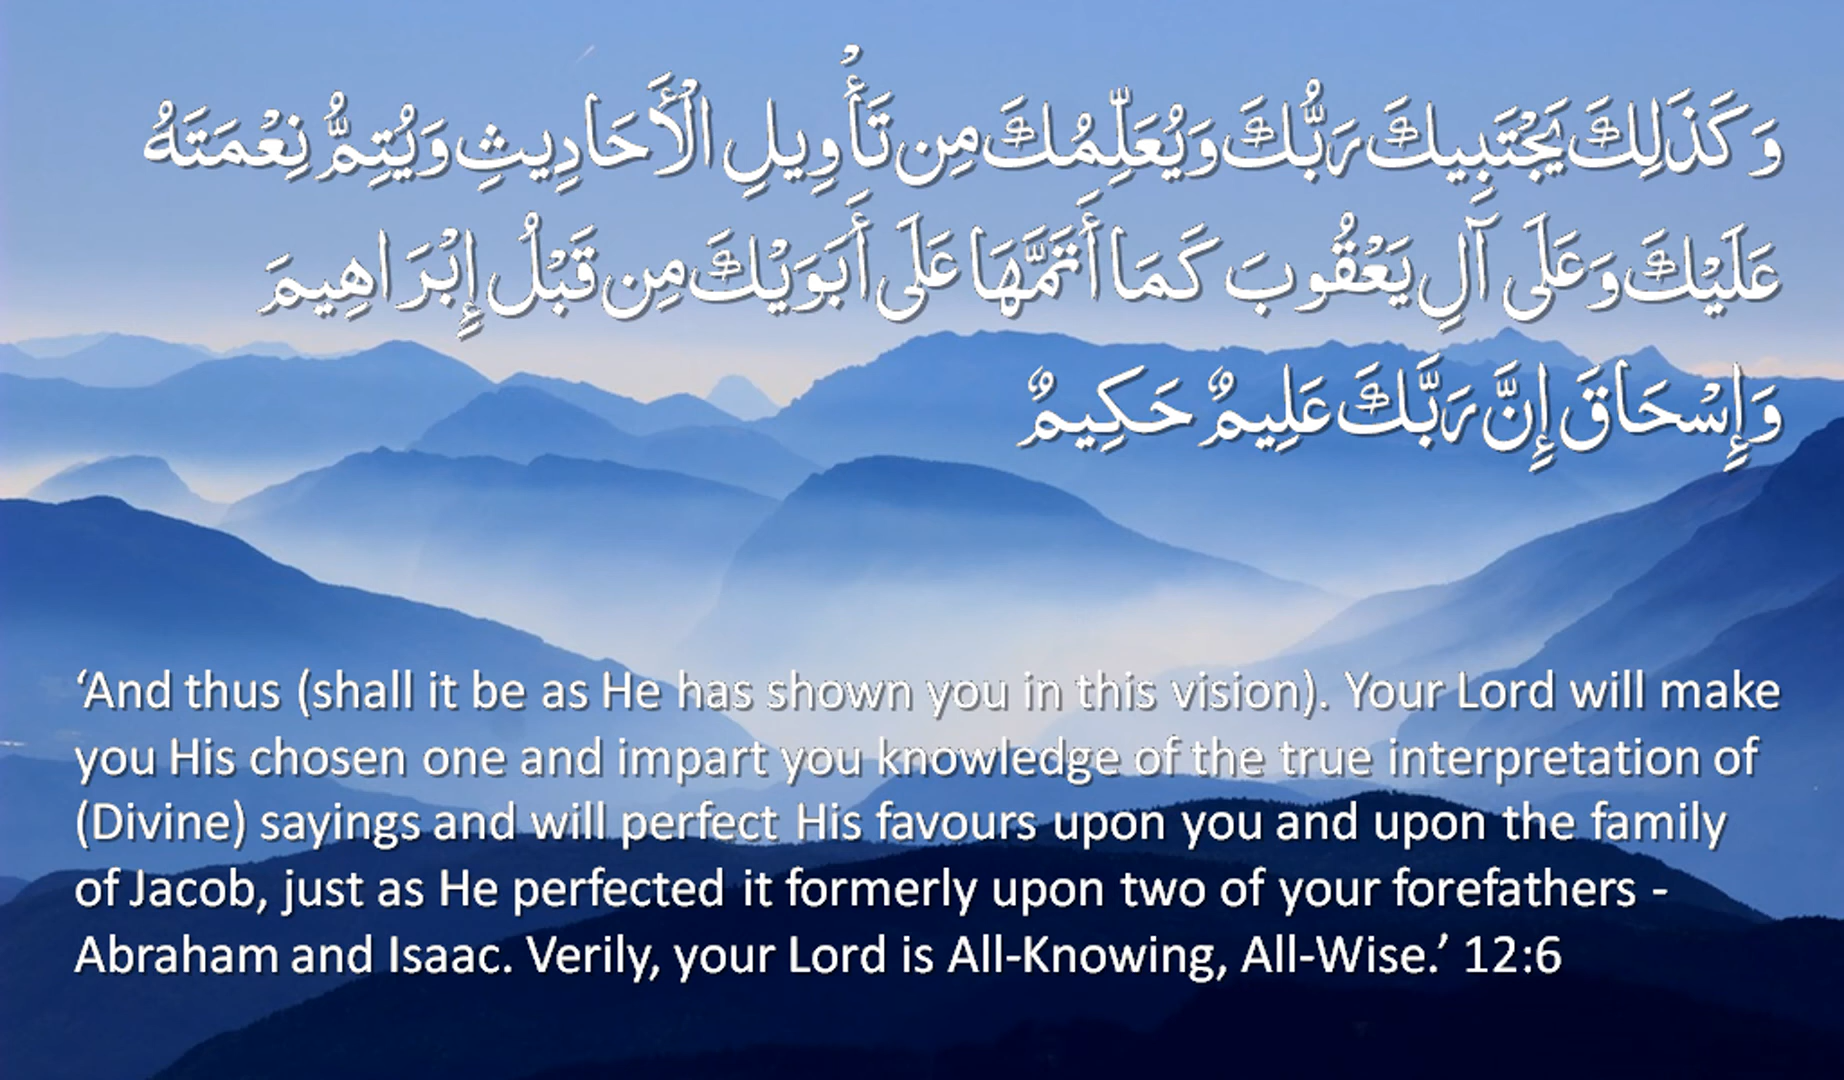 وَكَذَلِكَ يَجْتَبِيكَ رَبُّكَ وَيُعَلِّمُكَ مِن تَأْوِيلِ الْأَحَادِيثِ وَيُتِمُّ نِعْمَتَهُ
عَلَيْكَ وَعَلَى آلِ يَعْقُوبَ كَمَا أَتَمَّهَا عَلَى أَبَوَيْكَ مِن قَبْلُ إِبْرَاهِيمَ
وَإِسْحَاقَ إِنَّ رَبَّكَ عَلِيمٌ حَكِيمٌ
‘And thus (shall it be as He has shown you in this vision). Your Lord will make
you His chosen one and impart you knowledge of the true interpretation of
(Divine) sayings and will perfect His favours upon you and upon the family
of Jacob, just as He perfected it formerly upon two of your forefathers -
Abraham and Isaac. Verily, your Lord is All-Knowing, All-Wise.’ 12:6